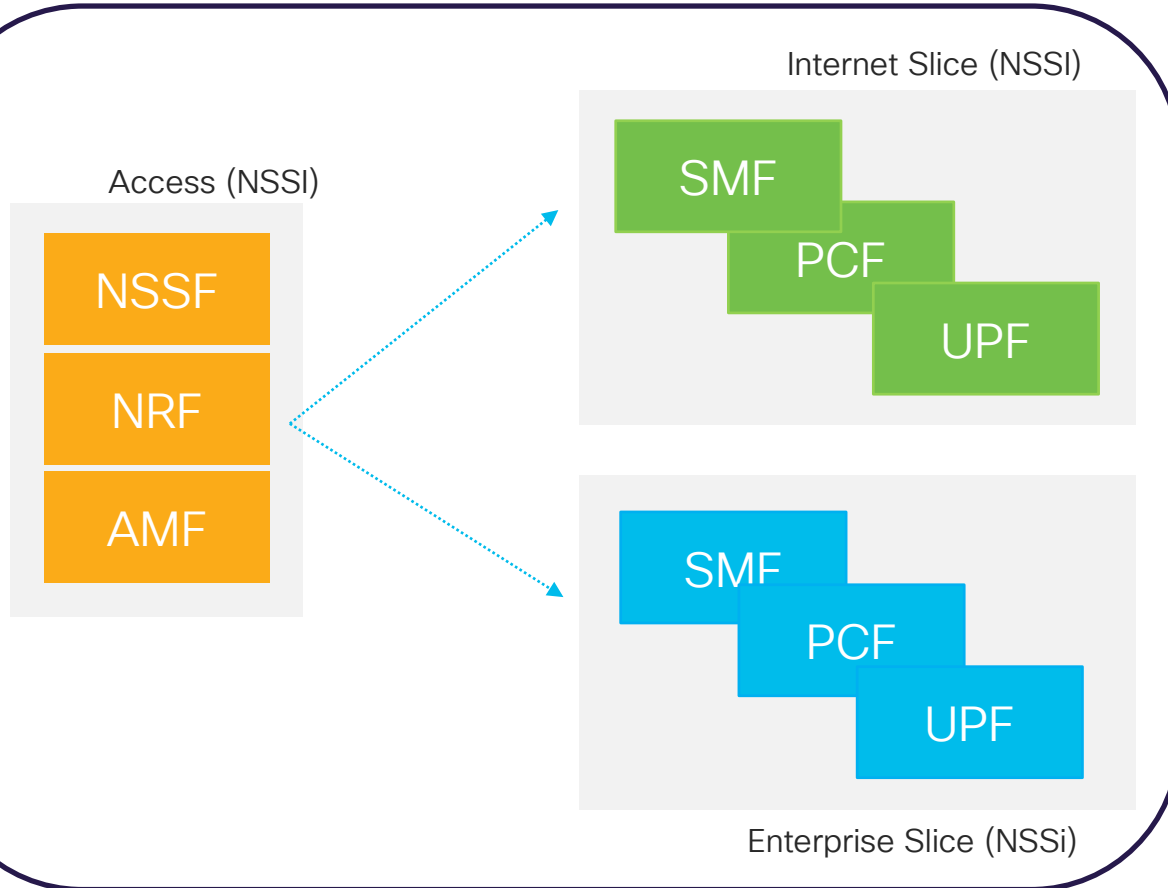 Internet Slice (NSSI)
SMF
PCF
UPF
Access (NSSI)
NSSF
NRF
AMF
SMF
PCF
UPF
Enterprise Slice (NSSi)